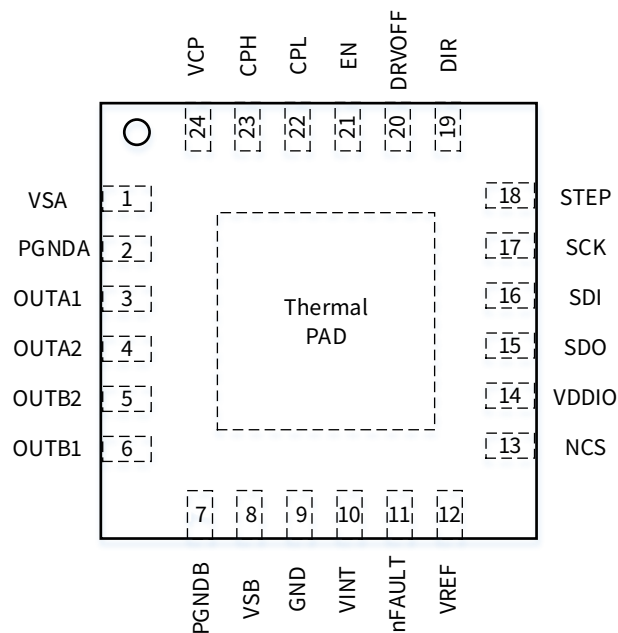 VCP
CPH
CPL
EN
DRVOFF
DIR
24
23
22
21
20
19
VSA 1
PGNDA 2
OUTA1 3
OUTA2 4
OUTB2 5
OUTB1 6
Thermal
PAD
18 STEP
17 SCK
16 SDI
15 SDO
14 VDDIO
13 NCS
7
8
9
10
11
12
PGNDB
VSB
GND
VINT
nFAULT
VREF